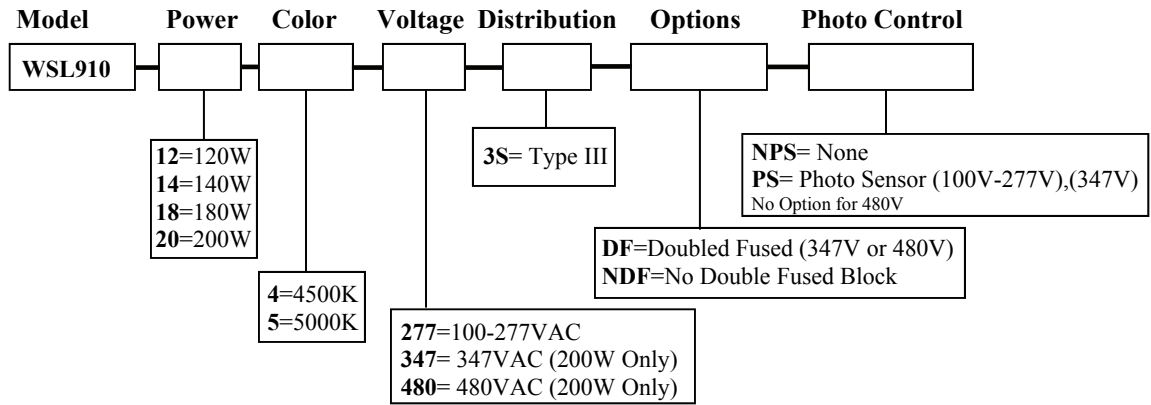 Model Power Color Voltage Distribution Options Photo Control
WSL910
12=120W
14=140W
18=180W
20=200W
4=4500K
5=5000K
277=100-277VAC
347= 347VAC (200W Only)
480= 480VAC (200W Only)
3S= Type III
DF=Doubled Fused (347V or 480V)
NDF=No Double Fused Block
NPS= None
PS= Photo Sensor (100V-277V),(347V)
No Option for 480V